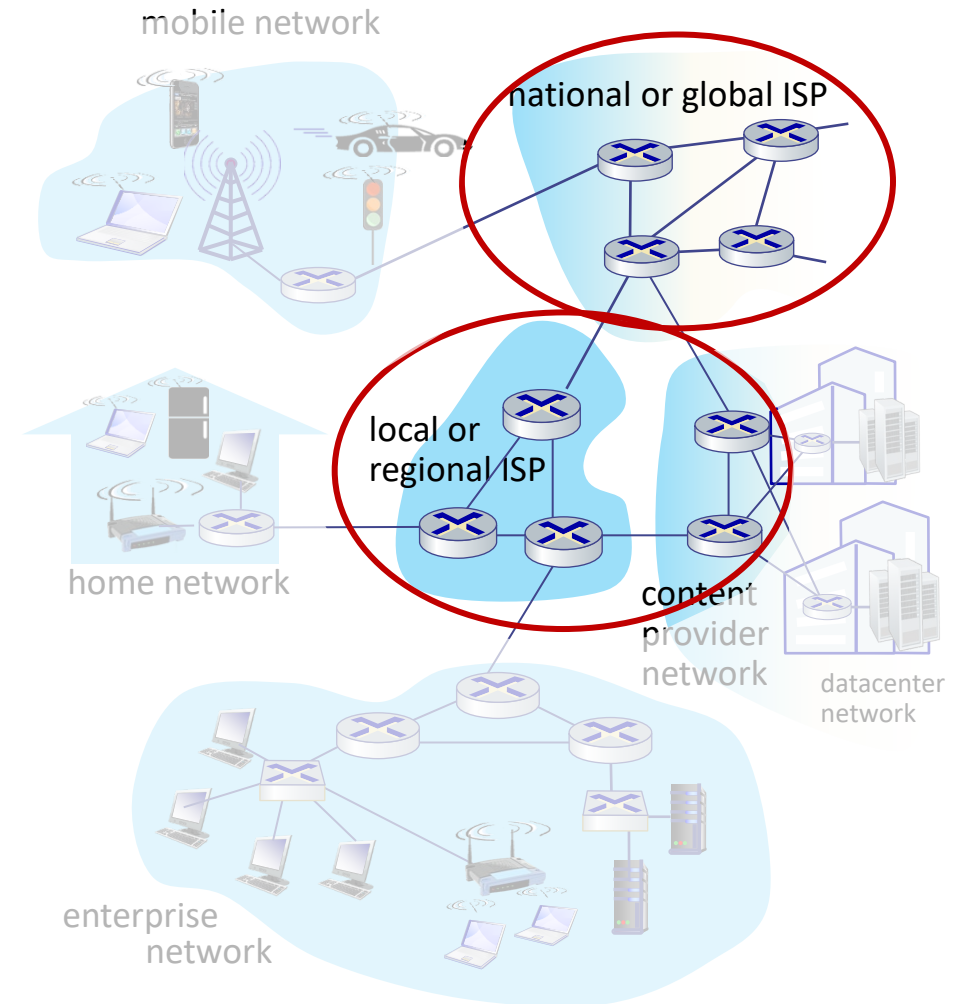 mobile network
national or global ISP
local or
regional ISP
home network
content
provider
network
datacenter
network
enterprise
network